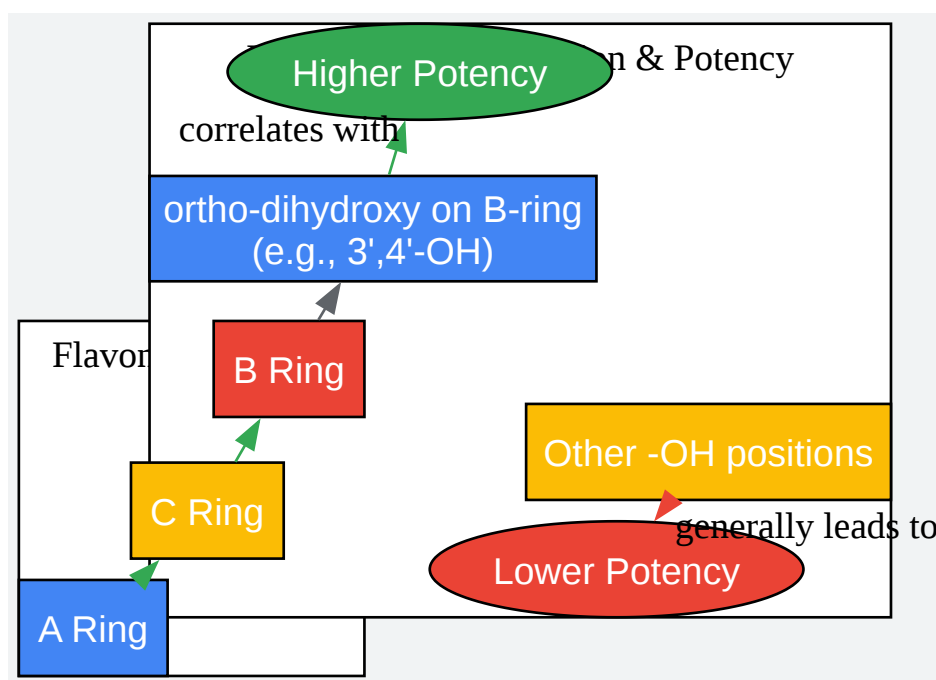 n & Potency
Higher Potency
correlates with
ortho-dihydroxy on B-ring
(e.g., 3',4'-OH)
Flavon
B Ring
Other -OH positions
C Ring
generally leads to
Lower Potency
A Ring